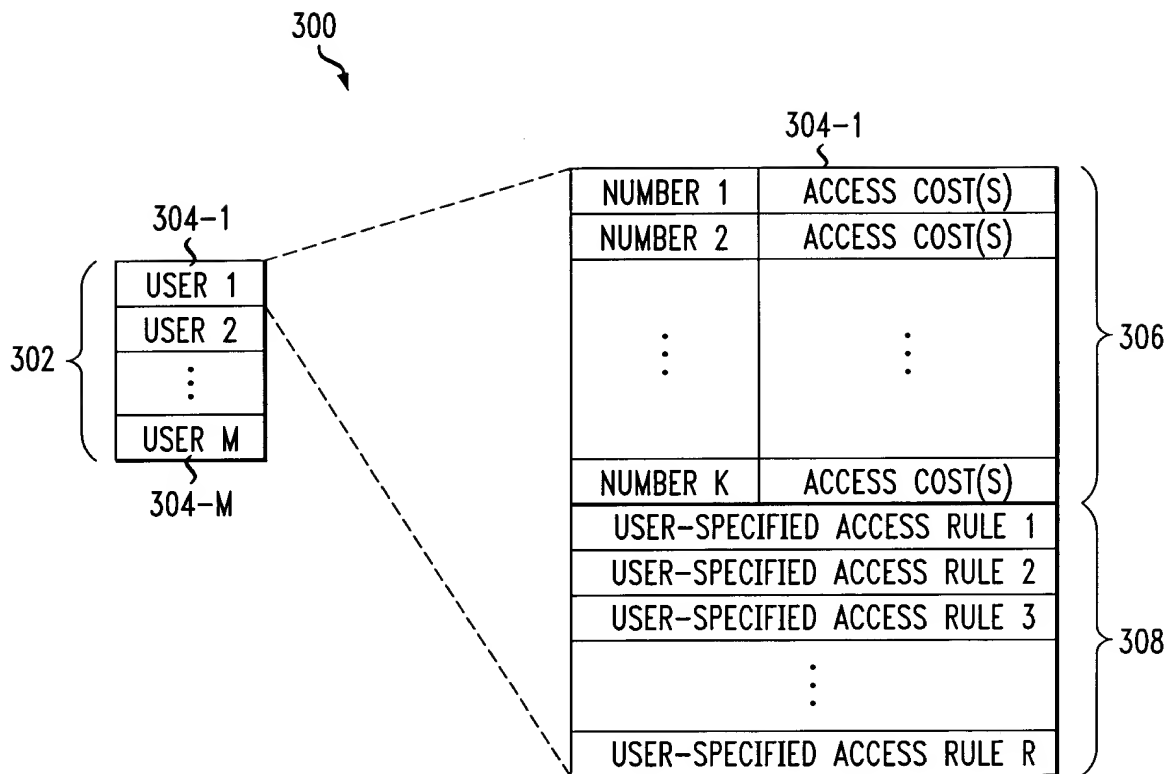 300
304-1
USER 1
USER 2
⋮
USER M
304-M
302
304-1
NUMBER 1 ACCESS COST(S)
NUMBER 2 ACCESS COST(S)
⋮ ⋮
NUMBER K ACCESS COST(S)
306
USER-SPECIFIED ACCESS RULE 1
USER-SPECIFIED ACCESS RULE 2
USER-SPECIFIED ACCESS RULE 3
⋮
USER-SPECIFIED ACCESS RULE R
308